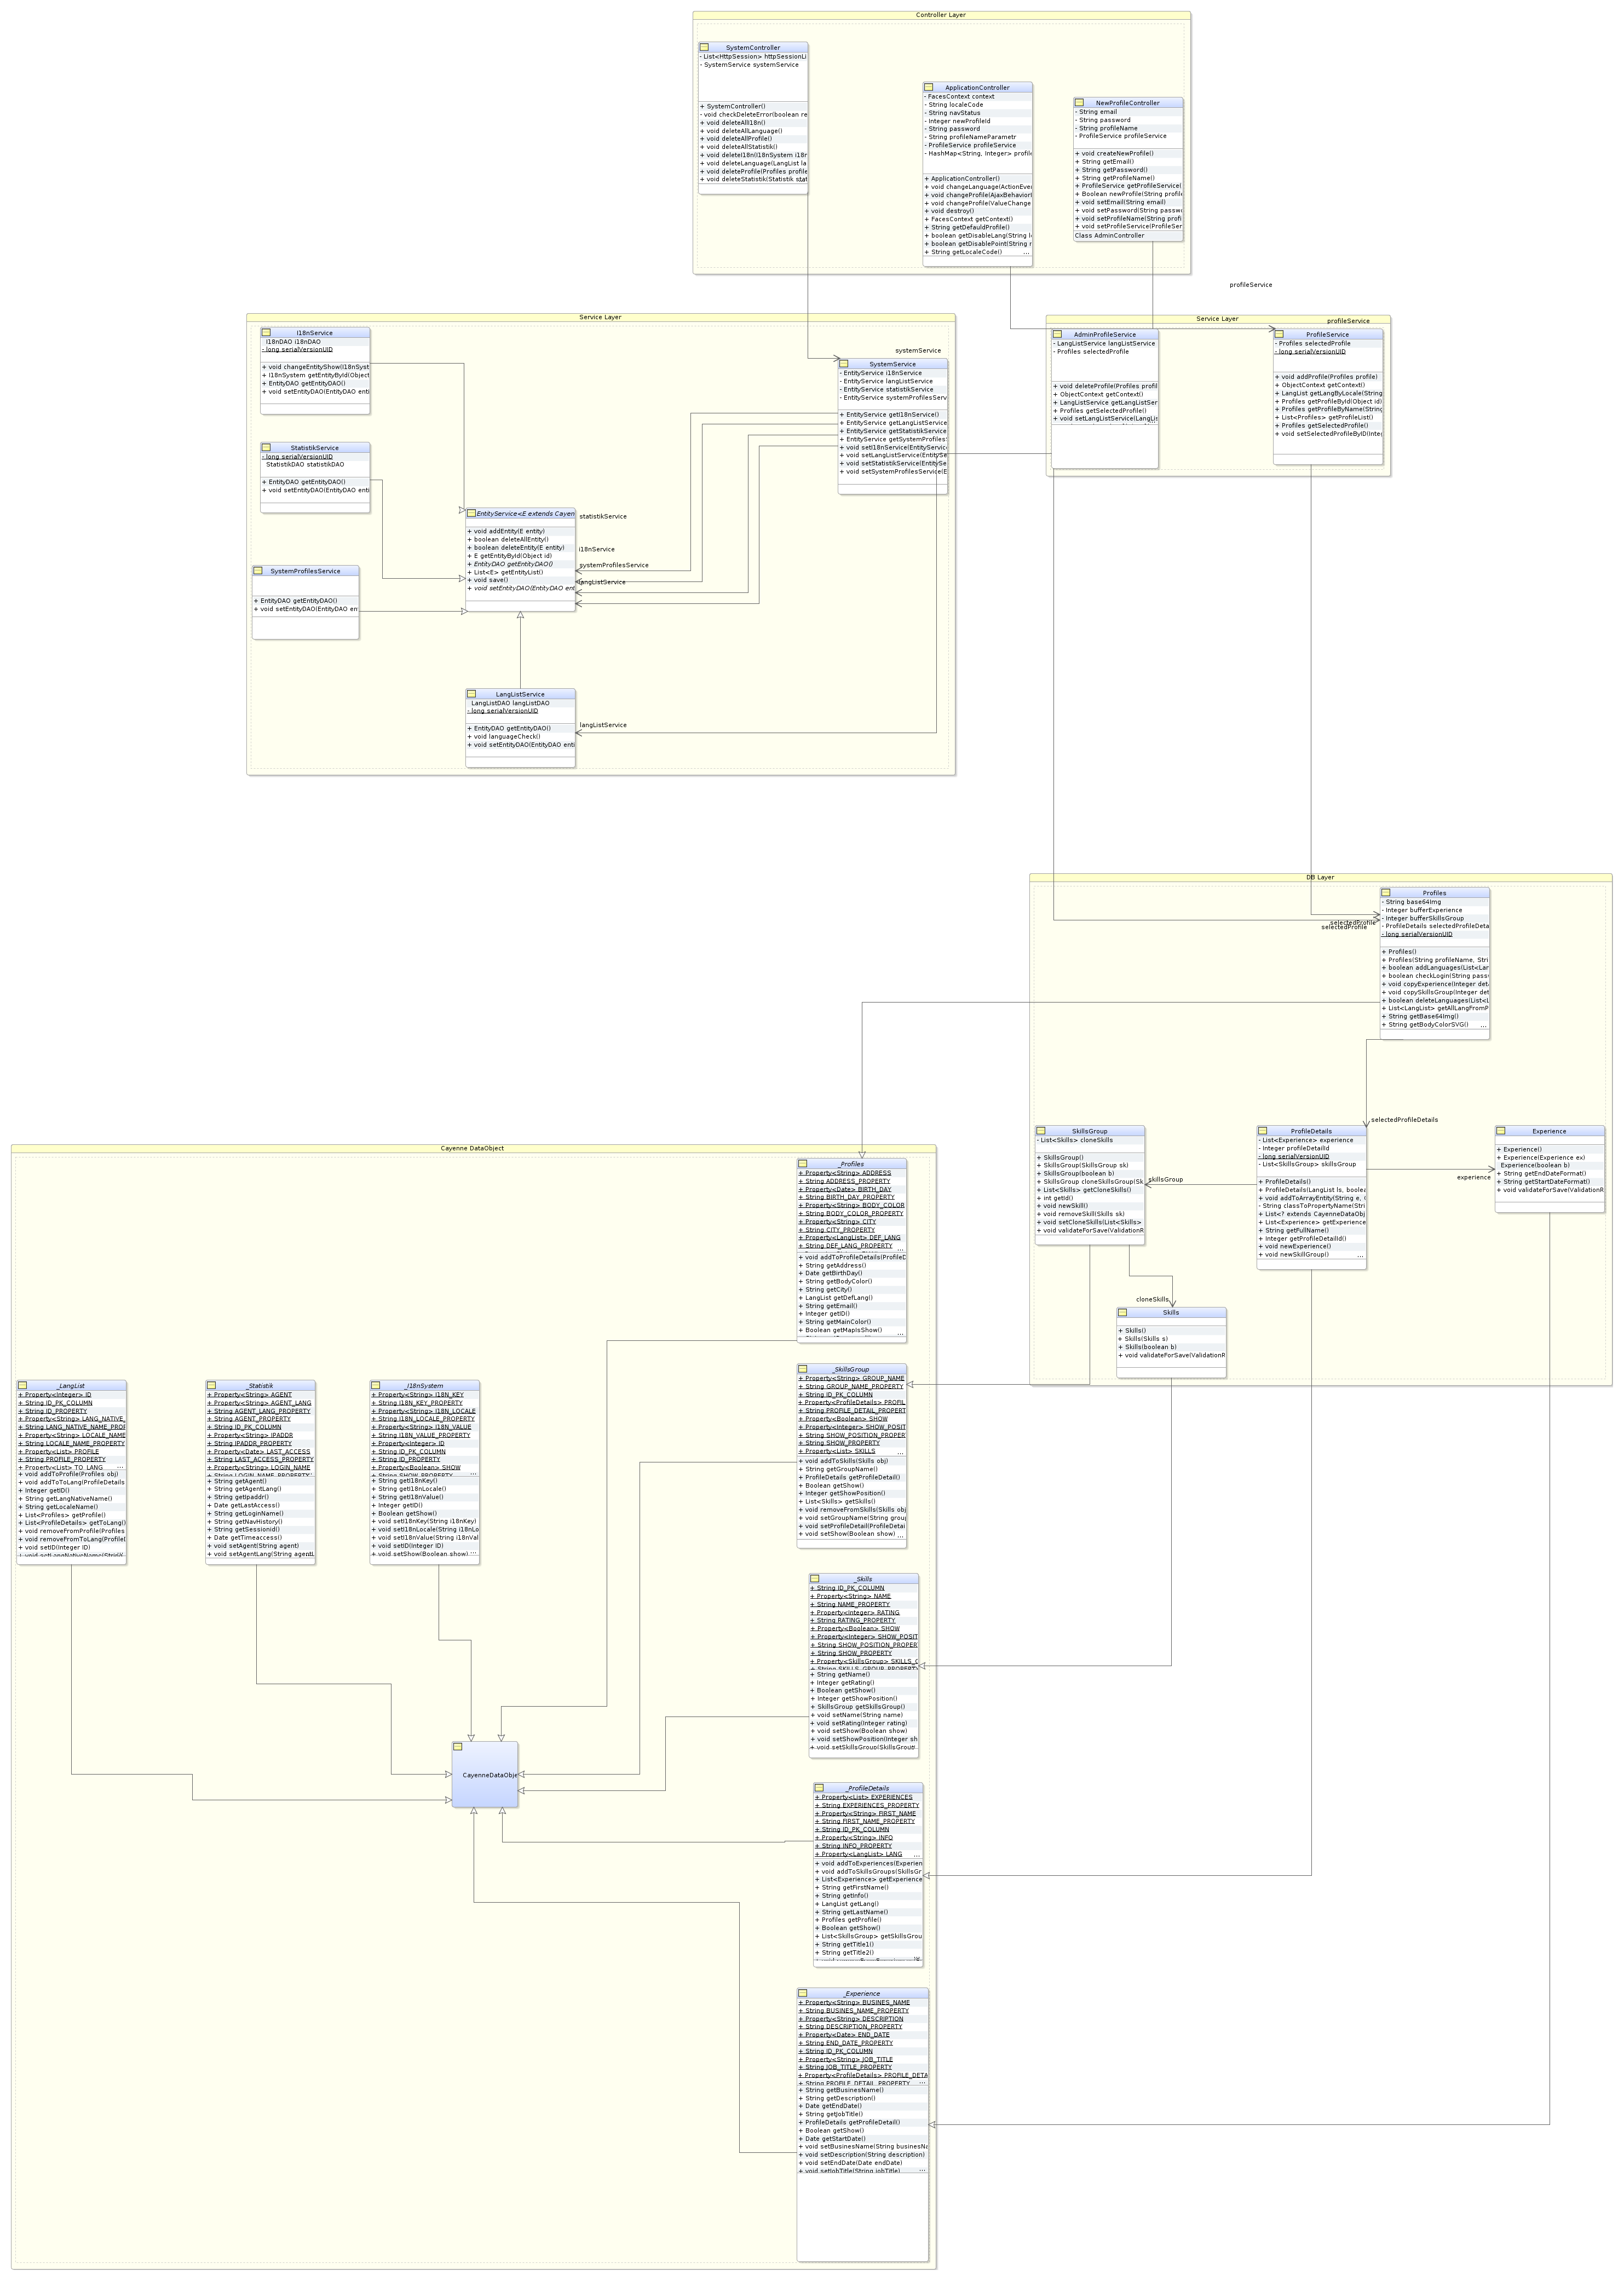 Controller Layer
SystemController
- List<HttpSession> httpSessionLi
- SystemService systemService
+ SystemController()
- void checkDeleteError(boolean re
+ void deleteAllI18n()
+ void deleteAllLanguage()
+ void deleteAllProfile()
+ void deleteAllStatistik()
+ void deleteI18n(I18nSystem i18n
+ void deleteLanguage(LangList la
+ void deleteProfile(Profiles profile
+ void deleteStatistik(Statistik stat
ApplicationController
- FacesContext context
- String localeCode
- String navStatus
- Integer newProfileId
- String password
- String profileNameParametr
- ProfileService profileService
- HashMap<String, Integer> profile
+ ApplicationController()
+ void changeLanguage(ActionEve
+ void changeProfile(AjaxBehavior
+ void changeProfile(ValueChange
+ void destroy()
+ FacesContext getContext()
+ String getDefauldProfile()
+ boolean getDisableLang(String l
+ boolean getDisablePoint(String n
+ String getLocaleCode() ...
NewProfileController
- String email
- String password
- String profileName
- ProfileService profileService
+ void createNewProfile()
+ String getEmail()
+ String getPassword()
+ String getProfileName()
+ ProfileService getProfileService(
+ Boolean newProfile(String profile
+ void setEmail(String email)
+ void setPassword(String passwo
+ void setProfileName(String profi
+ void setProfileService(ProfileSer
Class AdminController
profileService
Service Layer
I18nService
I18nDAO i18nDAO
- long serialVersionUID
+ void changeEntityShow(I18nSyst
+ I18nSystem getEntityById(Object
+ EntityDAO getEntityDAO()
+ void setEntityDAO(EntityDAO enti
StatistikService
- long serialVersionUID
StatistikDAO statistikDAO
+ EntityDAO getEntityDAO()
+ void setEntityDAO(EntityDAO enti
SystemProfilesService
+ EntityDAO getEntityDAO()
+ void setEntityDAO(EntityDAO en
EntityService<E extends Cayen
+ void addEntity(E entity)
+ boolean deleteAllEntity()
+ boolean deleteEntity(E entity)
+ E getEntityById(Object id)
+ EntityDAO getEntityDAO()
+ List<E> getEntityList()
+ void save()
+ void setEntityDAO(EntityDAO ent
statistikService
i18nService
systemProfilesService
langListService
LangListService
LangListDAO langListDAO
- long serialVersionUID
+ EntityDAO getEntityDAO()
+ void languageCheck()
+ void setEntityDAO(EntityDAO enti
langListService
systemService
SystemService
- EntityService i18nService
- EntityService langListService
- EntityService statistikService
- EntityService systemProfilesServ
+ EntityService getI18nService()
+ EntityService getLangListService
+ EntityService getStatistikService
+ EntityService getSystemProfiles
+ void setI18nService(EntityServic
+ void setLangListService(EntitySe
+ void setStatistikService(EntitySe
+ void setSystemProfilesService(E
Service Layer
profileService
AdminProfileService
- LangListService langListService
- Profiles selectedProfile
+ void deleteProfile(Profiles profil
+ ObjectContext getContext()
+ LangListService getLangListSer
+ Profiles getSelectedProfile()
+ void setLangListService(LangLis
ProfileService
- Profiles selectedProfile
- long serialVersionUID
+ void addProfile(Profiles profile)
+ ObjectContext getContext()
+ LangList getLangByLocale(String
+ Profiles getProfileById(Object id)
+ Profiles getProfileByName(String
+ List<Profiles> getProfileList()
+ Profiles getSelectedProfile()
+ void setSelectedProfileByID(Inte
DB Layer
Profiles
- String base64Img
- Integer bufferExperience
- Integer bufferSkillsGroup
- ProfileDetails selectedProfileDeta
- long serialVersionUID
+ Profiles()
+ Profiles(String profileName, Stri
+ boolean addLanguages(List<Lan
+ boolean checkLogin(String passw
+ void copyExperience(Integer deta
+ void copySkillsGroup(Integer det
+ boolean deleteLanguages(List<L
+ List<LangList> getAllLangFromP
+ String getBase64Img()
+ String getBodyColorSVG() ...
selectedProfile
selectedProfile
selectedProfileDetails
SkillsGroup
- List<Skills> cloneSkills
+ SkillsGroup()
+ SkillsGroup(SkillsGroup sk)
+ SkillsGroup(boolean b)
+ SkillsGroup cloneSkillsGroup(Sk
+ List<Skills> getCloneSkills()
+ int getId()
+ void newSkill()
+ void removeSkill(Skills sk)
+ void setCloneSkills(List<Skills>
+ void validateForSave(ValidationR
skillsGroup
ProfileDetails
- List<Experience> experience
- Integer profileDetailId
- long serialVersionUID
- List<SkillsGroup> skillsGroup
+ ProfileDetails()
+ ProfileDetails(LangList ls, boolea
+ void addToArrayEntity(String e, 
- String classToPropertyName(Stri
+ List<? extends CayenneDataObj
+ List<Experience> getExperience
+ String getFullName()
+ Integer getProfileDetailId()
+ void newExperience()
+ void newSkillGroup() ...
experience
Experience
+ Experience()
+ Experience(Experience ex)
Experience(boolean b)
+ String getEndDateFormat()
+ String getStartDateFormat()
+ void validateForSave(ValidationR
cloneSkills
Skills
+ Skills()
+ Skills(Skills s)
+ Skills(boolean b)
+ void validateForSave(ValidationR
Cayenne DataObject
_Profiles
+ Property<String> ADDRESS
+ String ADDRESS_PROPERTY
+ Property<Date> BIRTH_DAY
+ String BIRTH_DAY_PROPERTY
+ Property<String> BODY_COLOR
+ String BODY_COLOR_PROPERTY
+ Property<String> CITY
+ String CITY_PROPERTY
+ Property<LangList> DEF_LANG
+ String DEF_LANG_PROPERTY ...
+ void addToProfileDetails(ProfileD
+ String getAddress()
+ Date getBirthDay()
+ String getBodyColor()
+ String getCity()
+ LangList getDefLang()
+ String getEmail()
+ Integer getID()
+ String getMainColor()
+ Boolean getMapIsShow() ...
_LangList
+ Property<Integer> ID
+ String ID_PK_COLUMN
+ String ID_PROPERTY
+ Property<String> LANG_NATIVE_
+ String LANG_NATIVE_NAME_PROP
+ Property<String> LOCALE_NAME
+ String LOCALE_NAME_PROPERTY
+ Property<List> PROFILE
+ String PROFILE_PROPERTY
+ Property<List> TO_LANG ...
+ void addToProfile(Profiles obj)
+ void addToToLang(ProfileDetails
+ Integer getID()
+ String getLangNativeName()
+ String getLocaleName()
+ List<Profiles> getProfile()
+ List<ProfileDetails> getToLang()
+ void removeFromProfile(Profiles
+ void removeFromToLang(Profilel
+ void setID(Integer ID)
+ void setLangNativeName(String
_Statistik
+ Property<String> AGENT
+ Property<String> AGENT_LANG
+ String AGENT_LANG_PROPERTY
+ String AGENT_PROPERTY
+ String ID_PK_COLUMN
+ Property<String> IPADDR
+ String IPADDR_PROPERTY
+ Property<Date> LAST_ACCESS
+ String LAST_ACCESS_PROPERTY
+ Property<String> LOGIN_NAME
+ String LOGIN_NAME_PROPERTY
+ String getAgent()
+ String getAgentLang()
+ String getIpaddr()
+ Date getLastAccess()
+ String getLoginName()
+ String getNavHistory()
+ String getSessionid()
+ Date getTimeaccess()
+ void setAgent(String agent)
+ void setAgentLang(String agentL
_I18nSystem
+ Property<String> I18N_KEY
+ String I18N_KEY_PROPERTY
+ Property<String> I18N_LOCALE
+ String I18N_LOCALE_PROPERTY
+ Property<String> I18N_VALUE
+ String I18N_VALUE_PROPERTY
+ Property<Integer> ID
+ String ID_PK_COLUMN
+ String ID_PROPERTY
+ Property<Boolean> SHOW
+ String SHOW_PROPERTY ...
+ String getI18nKey()
+ String getI18nLocale()
+ String getI18nValue()
+ Integer getID()
+ Boolean getShow()
+ void setI18nKey(String i18nKey)
+ void setI18nLocale(String i18nLo
+ void setI18nValue(String i18nVal
+ void setID(Integer ID)
+ void setShow(Boolean show) ...
_SkillsGroup
+ Property<String> GROUP_NAME
+ String GROUP_NAME_PROPERTY
+ String ID_PK_COLUMN
+ Property<ProfileDetails> PROFIL
+ String PROFILE_DETAIL_PROPERT
+ Property<Boolean> SHOW
+ Property<Integer> SHOW_POSIT
+ String SHOW_POSITION_PROPER
+ String SHOW_PROPERTY
+ Property<List> SKILLS ...
+ void addToSkills(Skills obj)
+ String getGroupName()
+ ProfileDetails getProfileDetail()
+ Boolean getShow()
+ Integer getShowPosition()
+ List<Skills> getSkills()
+ void removeFromSkills(Skills obj
+ void setGroupName(String grou
+ void setProfileDetail(ProfileDetai
+ void setShow(Boolean show) ...
_Skills
+ String ID_PK_COLUMN
+ Property<String> NAME
+ String NAME_PROPERTY
+ Property<Integer> RATING
+ String RATING_PROPERTY
+ Property<Boolean> SHOW
+ Property<Integer> SHOW_POSIT
+ String SHOW_POSITION_PROPER
+ String SHOW_PROPERTY
+ Property<SkillsGroup> SKILLS_G
+ String SKILLS_GROUP_PROPERT
+ String getName()
+ Integer getRating()
+ Boolean getShow()
+ Integer getShowPosition()
+ SkillsGroup getSkillsGroup()
+ void setName(String name)
+ void setRating(Integer rating)
+ void setShow(Boolean show)
+ void setShowPosition(Integer sh
+ void setSkillsGroup(SkillsGroup
CayenneDataObje
_ProfileDetails
+ Property<List> EXPERIENCES
+ String EXPERIENCES_PROPERTY
+ Property<String> FIRST_NAME
+ String FIRST_NAME_PROPERTY
+ String ID_PK_COLUMN
+ Property<String> INFO
+ String INFO_PROPERTY
+ Property<LangList> LANG ...
+ void addToExperiences(Experien
+ void addToSkillsGroups(SkillsGr
+ List<Experience> getExperience
+ String getFirstName()
+ String getInfo()
+ LangList getLang()
+ String getLastName()
+ Profiles getProfile()
+ Boolean getShow()
+ List<SkillsGroup> getSkillsGrou
+ String getTitle1()
+ String getTitle2()
_Experience
+ Property<String> BUSINES_NAME
+ String BUSINES_NAME_PROPERTY
+ Property<String> DESCRIPTION
+ String DESCRIPTION_PROPERTY
+ Property<Date> END_DATE
+ String END_DATE_PROPERTY
+ String ID_PK_COLUMN
+ Property<String> JOB_TITLE
+ String JOB_TITLE_PROPERTY
+ Property<ProfileDetails> PROFILE_DETA
+ String PROFILE_DETAIL_PROPERTY ...
+ String getBusinesName()
+ String getDescription()
+ Date getEndDate()
+ String getJobTitle()
+ ProfileDetails getProfileDetail()
+ Boolean getShow()
+ Date getStartDate()
+ void setBusinesName(String businesNa
+ void setDescription(String description)
+ void setEndDate(Date endDate)
+ void setJobTitle(String jobTitle) ...